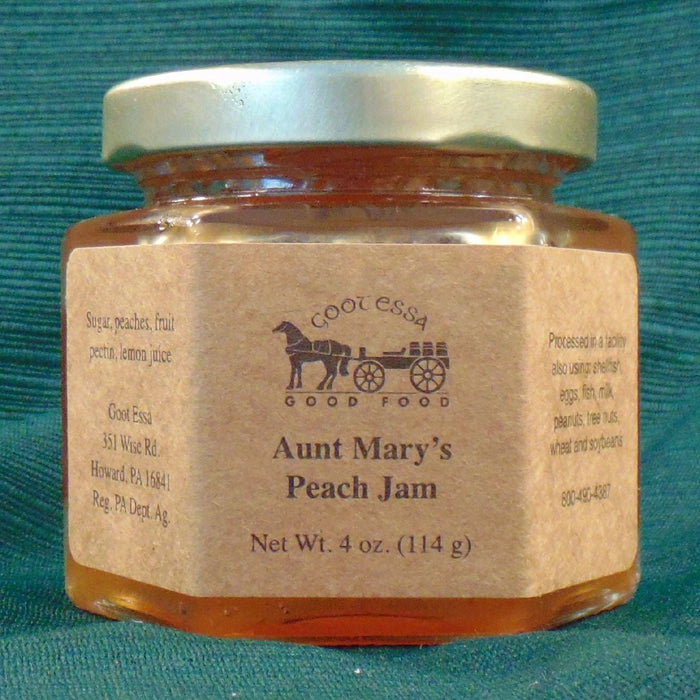 Sugar, peaches, fruit
pectin, lemon juice
Goot Essa
351 Wise Rd.
Howard, PA 16841
Reg. PA Dept. Ag.
GOOT ESSA
GOOD FOOD
Aunt Mary's
Peach Jam
Net Wt. 4 oz. (114 g)
Processed in a facility
also using: shellfish,
eggs, fish, milk,
peanuts, tree nuts,
wheat and soybeans
800-490-4387